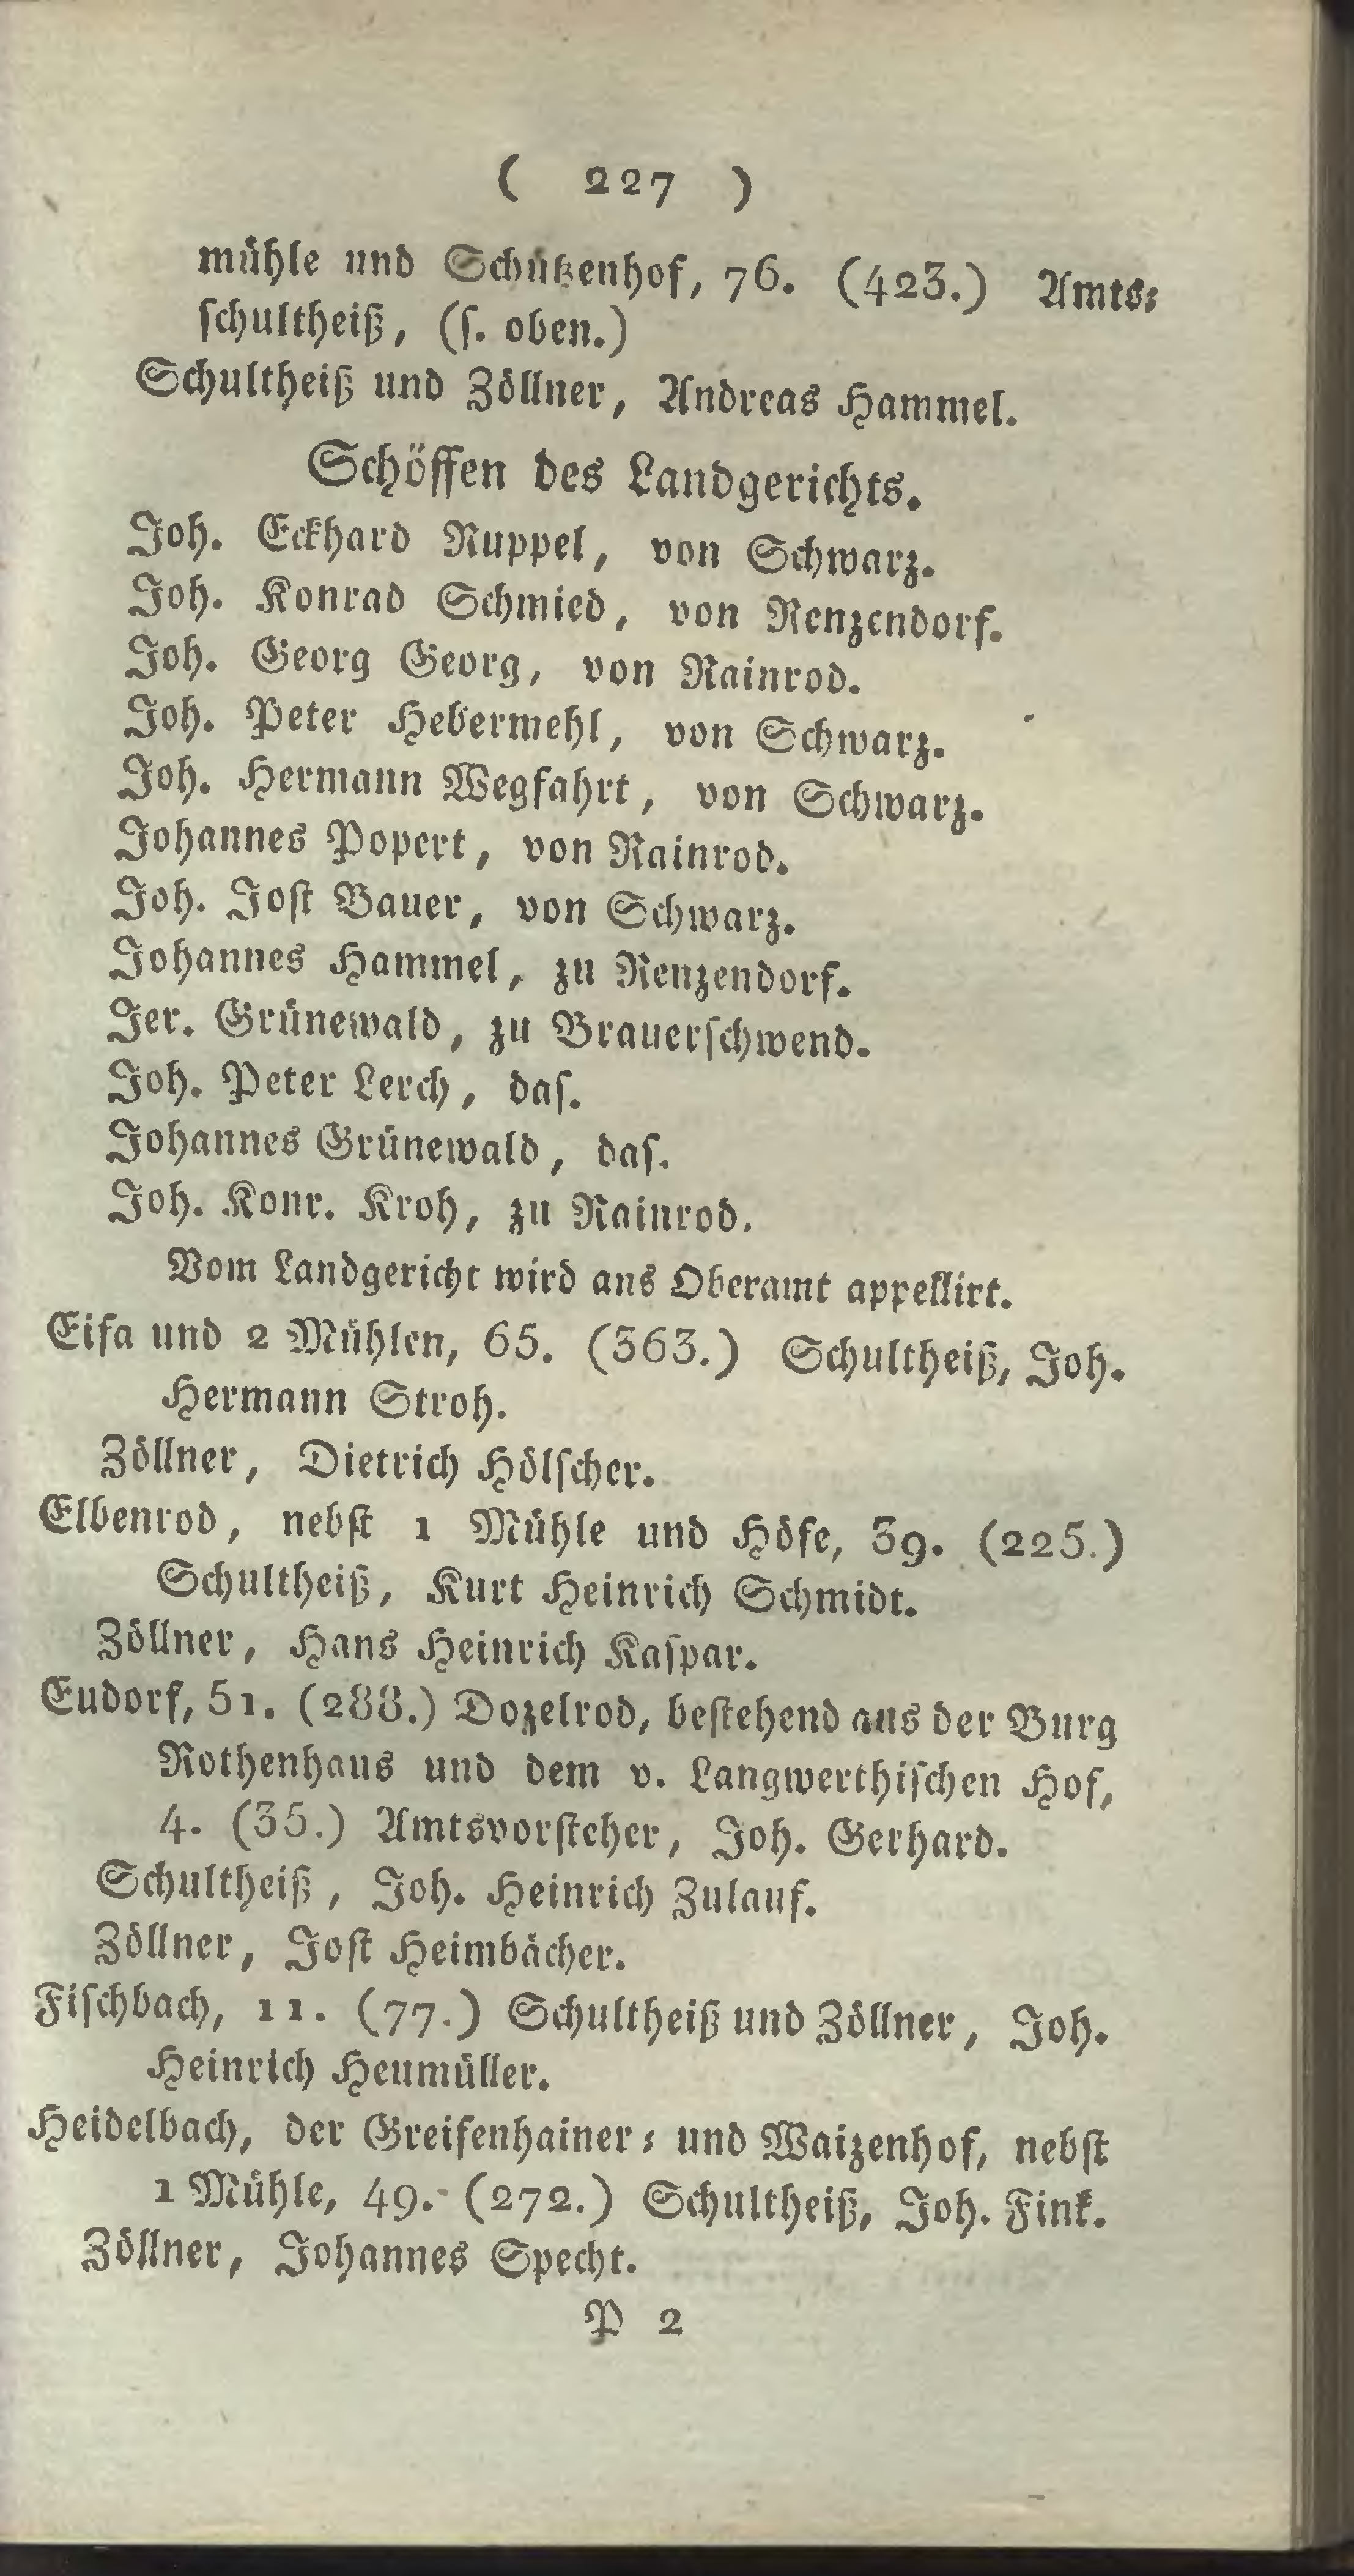 ( 227 )
mühle und Schützenhof, 76. (423.) Amts⸗
ſchultheiß, (ſ. oben.)
Schultheiß und Zöllner, Andreas Hammel.
Schöffen des Landgerichts.
Joh. Eckhard Ruppel, von Schwarz.
Joh. Konrad Schmied, von Renzendorf.
Joh. Georg Georg, von Rainrod.
Joh. Peter Hebermehl, von Schwarz.
Joh. Hermann Wegfahrt, von Schwarz.
Johannes Popert, von Rainrod.
Joh. Joſt Bauer, von Schwarz.
Johannes Hammel, zu Renzendorf.
Jer. Grünewald, zu Brauerſchwend.
Joh. Peter Lerch, daſ.
Johannes Grünewald, daſ.
Joh. Konr. Kroh, zu Rainrod.
Vom Landgericht wird ans Oberamt appellirt.
Eifa und 2 Mühlen, 65. (363.) Schultheiß, Joh.
Hermann Stroh.
Zöllner, Dietrich Hölſcher.
Elbenrod, nebſt 1 Mühle und Höfe, 39. (225.)
Schultheiß, Kurt Heinrich Schmidt.
Zöllner, Hans Heinrich Kaſpar.
Eudorf, 51. (288.) Dozelrod, beſtehend aus der Burg
Rothenhaus und dem v. Langwerthiſchen Hof,
4. (35.) Amtsvorſteher, Joh. Gerhard.
Schultheiß, Joh. Heinrich Zulauf.
Zöllner, Joſt Heimbächer.
Fiſchbach, 11. (77.) Schultheiß und Zöllner, Joh.
Heinrich Heumüller.
Heidelbach, der Greifenhainer⸗ und Waizenhof, nebſt
1 Mühle, 49. (272.) Schultheiß, Joh. Fink.
Zöllner, Johannes Specht.
P 2